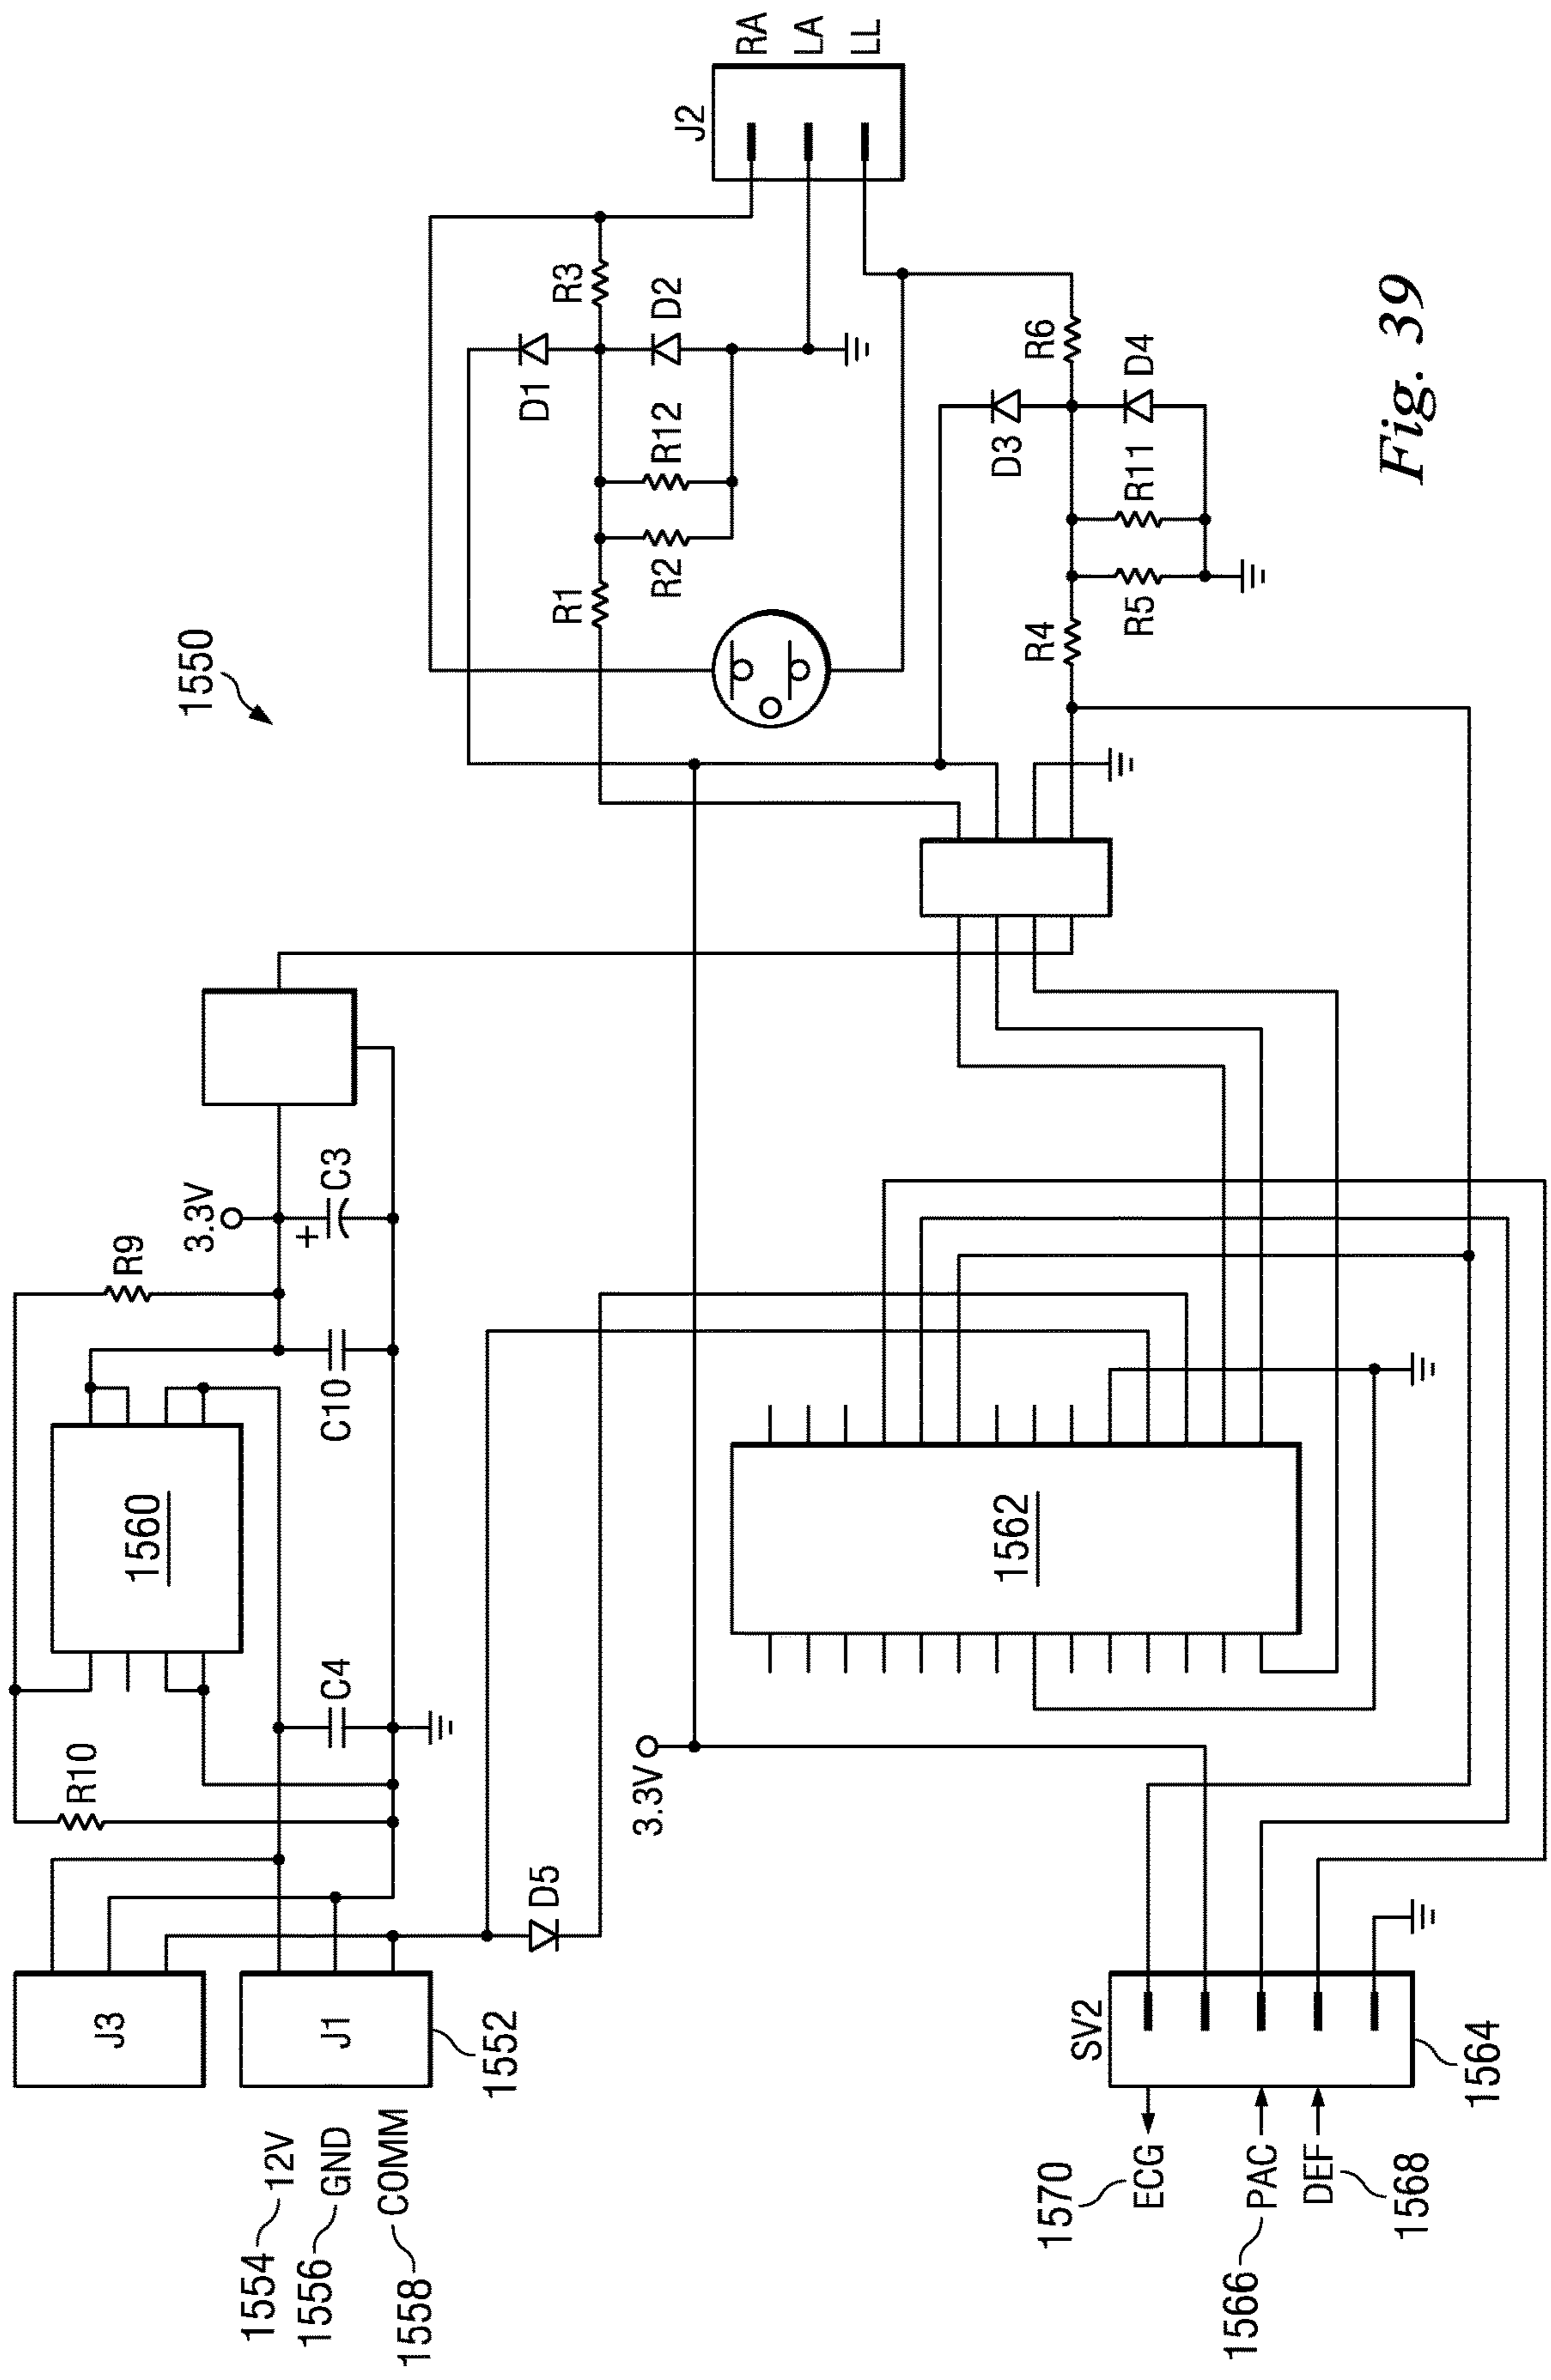 1550
J3
J1
1552
12V
1554
GND
1556
COMM
1558
R10
C4
1560
C10
R9
3.3V
+
C3
D5
3.3V
1562
SV2
1564
ECG
1570
PAC
1566
DEF
1568
R1
R2
R12
D1
D2
R3
J2
RA
LA
LL
R4
R5
R11
D3
D4
R6
Fig. 39